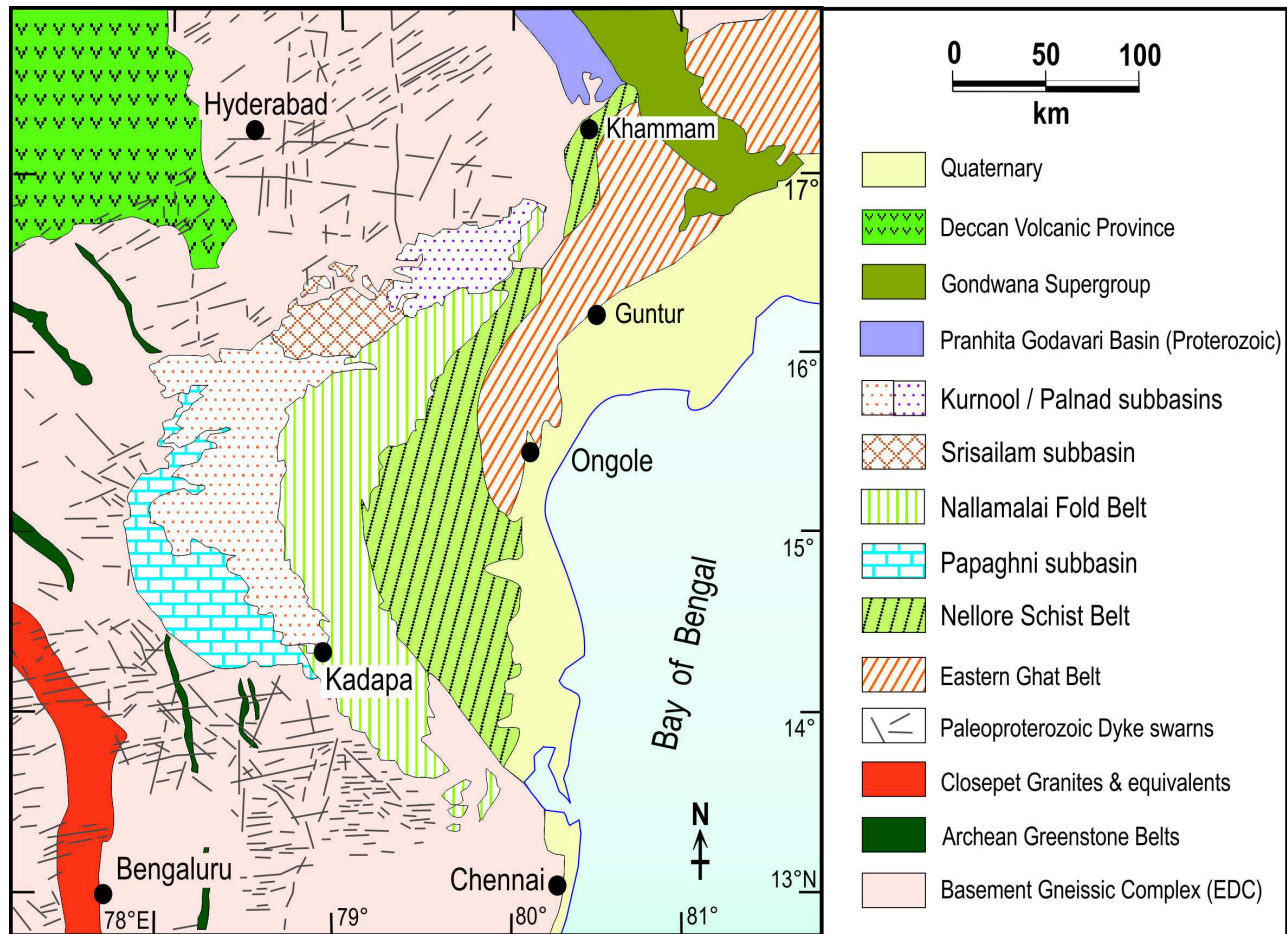 Hyderabad
Khammam
17°
Guntur
16°
Ongole
15°
Bay of Bengal
Kadapa
14°
N
Bengaluru
Chennai
13°N
78°E
79°
80°
81°
0 50 100
km
Quaternary
Deccan Volcanic Province
Gondwana Supergroup
Pranhita Godavari Basin (Proterozoic)
Kurnool / Palnad subbasins
Srisailam subbasin
Nallamalai Fold Belt
Papaghni subbasin
Nellore Schist Belt
Eastern Ghat Belt
Paleoproterozoic Dyke swarns
Closepet Granites & equivalents
Archean Greenstone Belts
Basement Gneissic Complex (EDC)